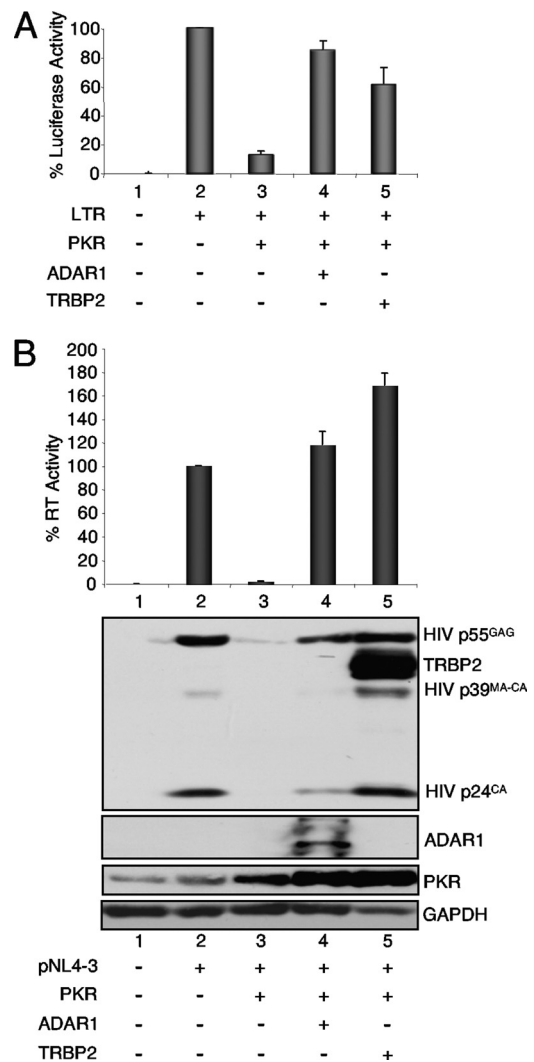 A
% Luciferase Activity
100
80
60
40
20
0
1 2 3 4 5
LTR - + + + +
PKR - - + + +
ADAR1 - - - + -
TRBP2 - - - - +
B
% RT Activity
200
180
160
140
120
100
80
60
40
20
0
1 2 3 4 5
HIV p55GAG
TRBP2
HIV p39MA-CA
HIV p24CA
ADAR1
PKR
GAPDH
1 2 3 4 5
pNL4-3 - + + + +
PKR - - + + +
ADAR1 - - - + -
TRBP2 - - - - +